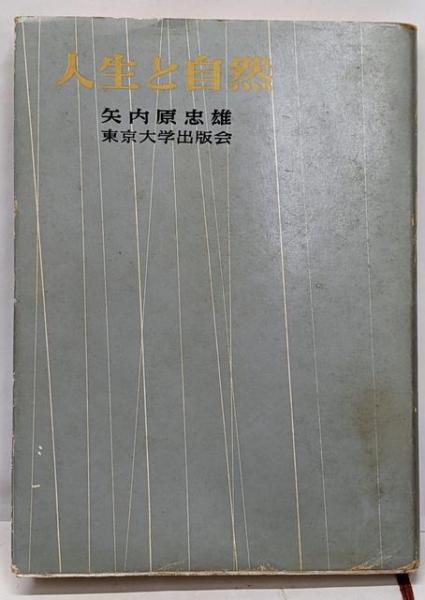 人生と自然
矢内原忠雄
東京大学出版会